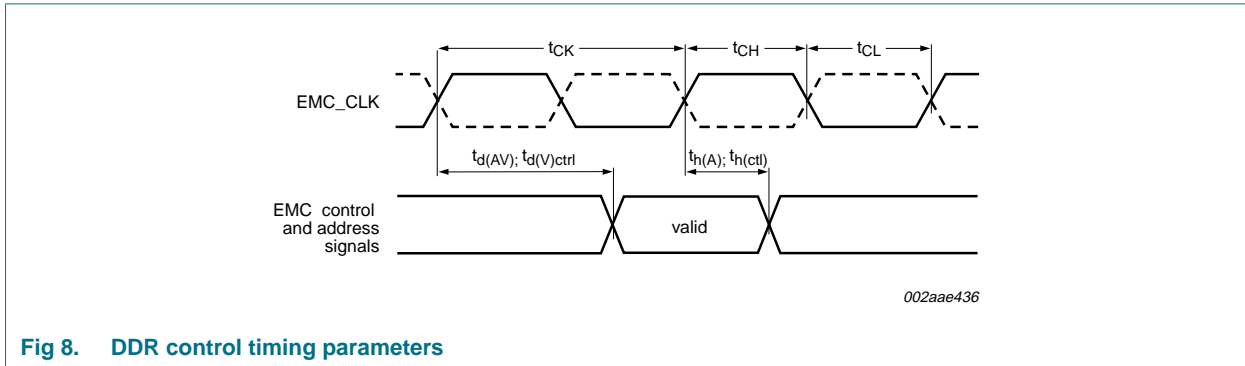 tCK
tCH
tCL
EMC_CLK
td(AV); td(V)ctrl
th(A); th(ctl)
EMC control
and address
signals
valid
002aae436
Fig 8. DDR control timing parameters